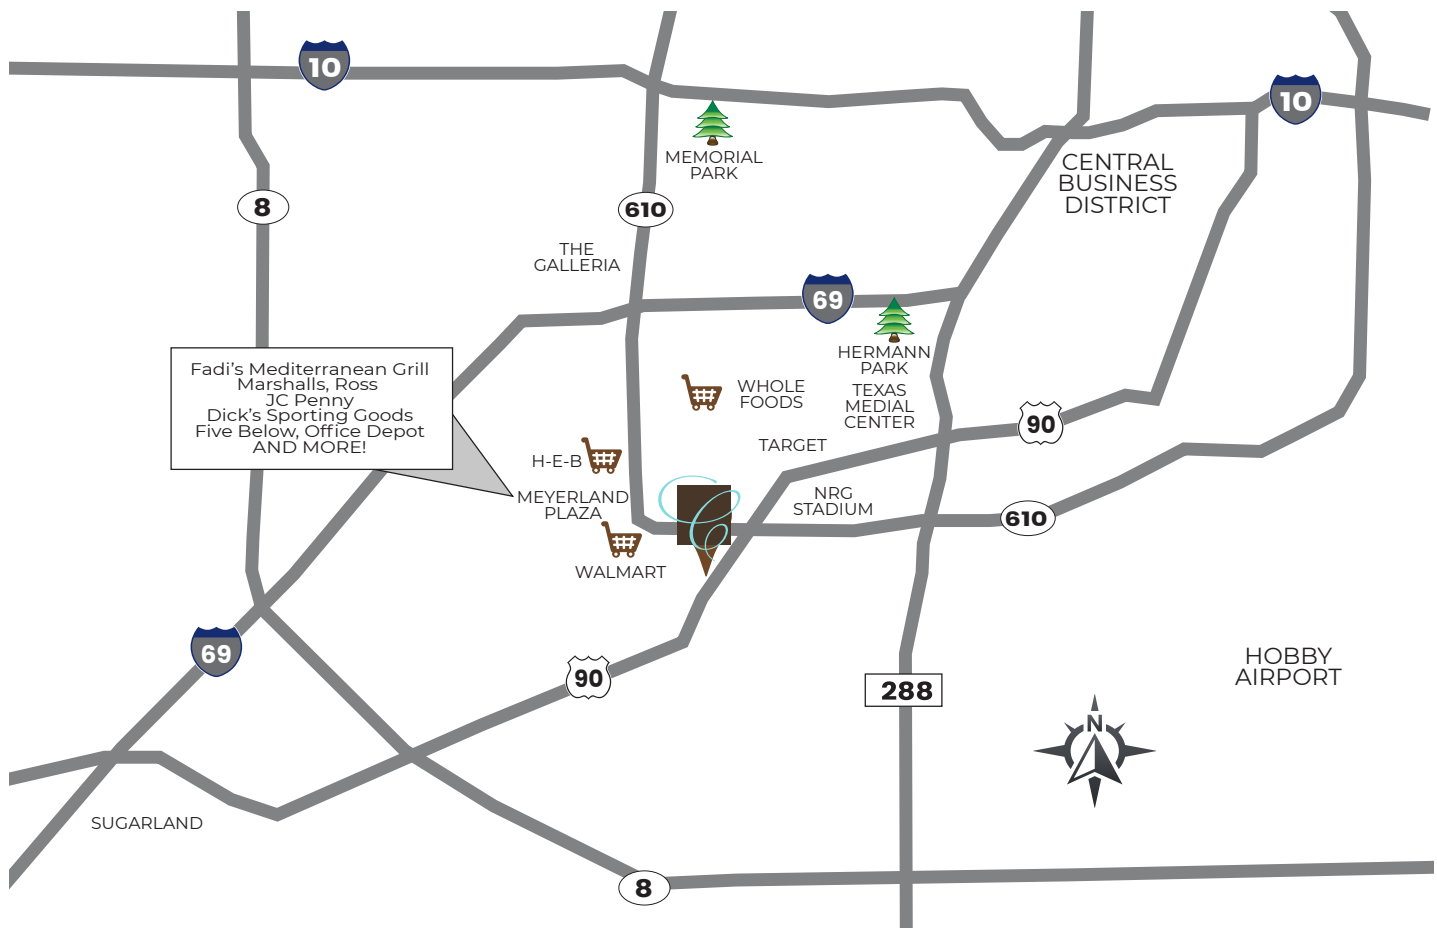 10
10
MEMORIAL
PARK
CENTRAL
BUSINESS
DISTRICT
8
610
THE
GALLERIA
69
HERMANN
PARK
Fadi's Mediterranean Grill
Marshalls, Ross
JC Penny
Dick's Sporting Goods
Five Below, Office Depot
AND MORE!
WHOLE
FOODS
TEXAS
MEDIAL
CENTER
90
TARGET
H-E-B
MEYERLAND
PLAZA
NRG
STADIUM
610
WALMART
69
90
288
HOBBY
AIRPORT
N
SUGARLAND
8